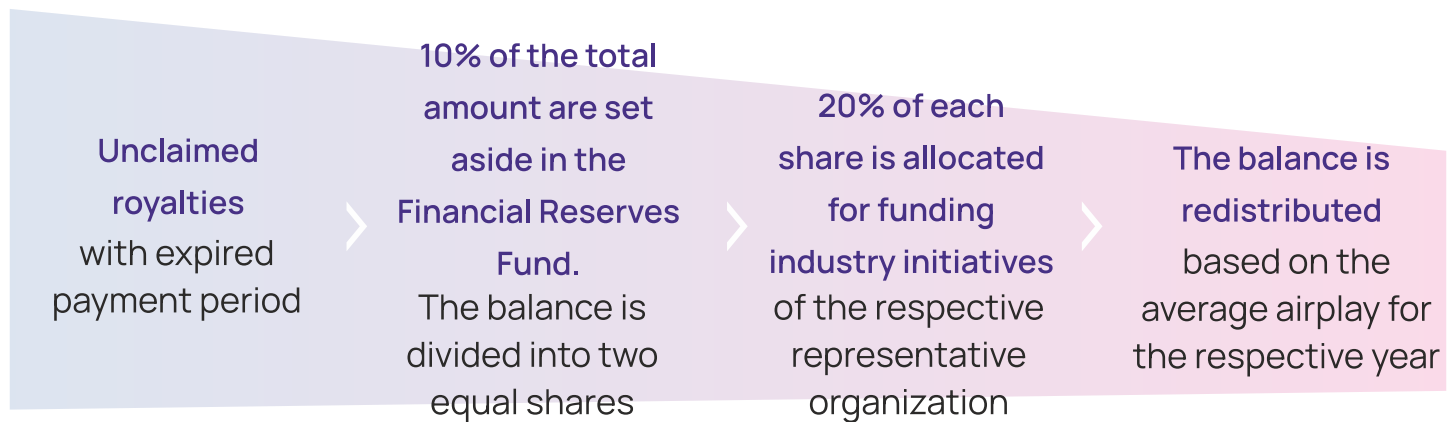 Unclaimed
royalties
with expired
payment period
10% of the total
amount are set
aside in the
Financial Reserves
Fund.
The balance is
divided into two
equal shares
20% of each
share is allocated
for funding
industry initiatives
of the respective
representative
organization
The balance is
redistributed
based on the
average airplay for
the respective year